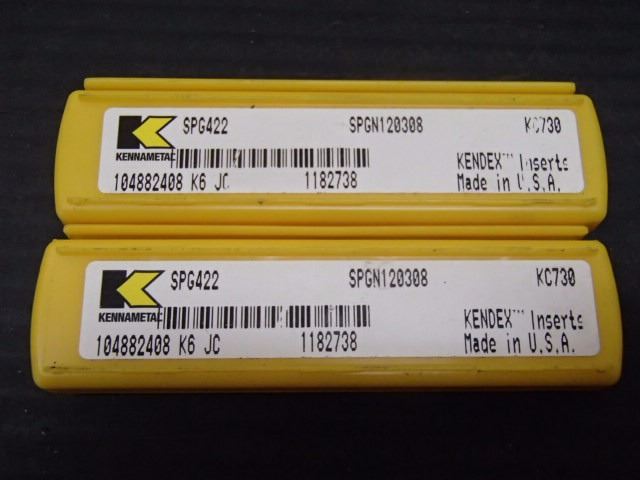 SPG422 SPGN120308 KC730
KENNAMETAL
KENDEX™ Inserts
104882408 K6 JC 1182738 Made in U.S.A.
SPG422 SPGN120308 KC730
KENNAMETAL
KENDEX™ Inserts
104882408 K6 JC 1182738 Made in U.S.A.